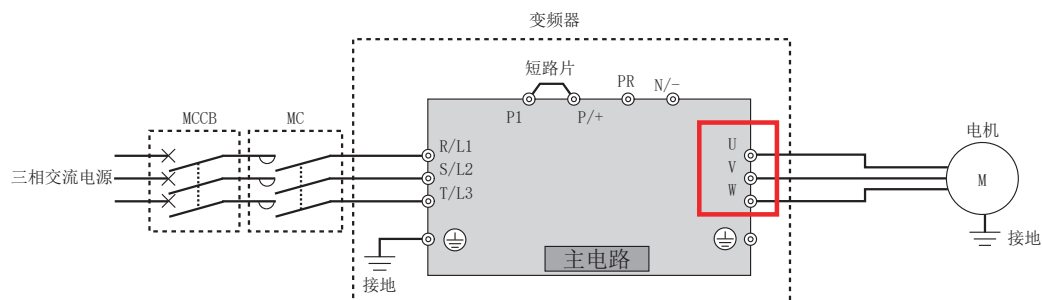 变频器
短路片
PR
N/-
P1
P/+
MCCB
MC
R/L1
S/L2
T/L3
三相交流电源
U
V
W
电机
M
接地
接地
主电路